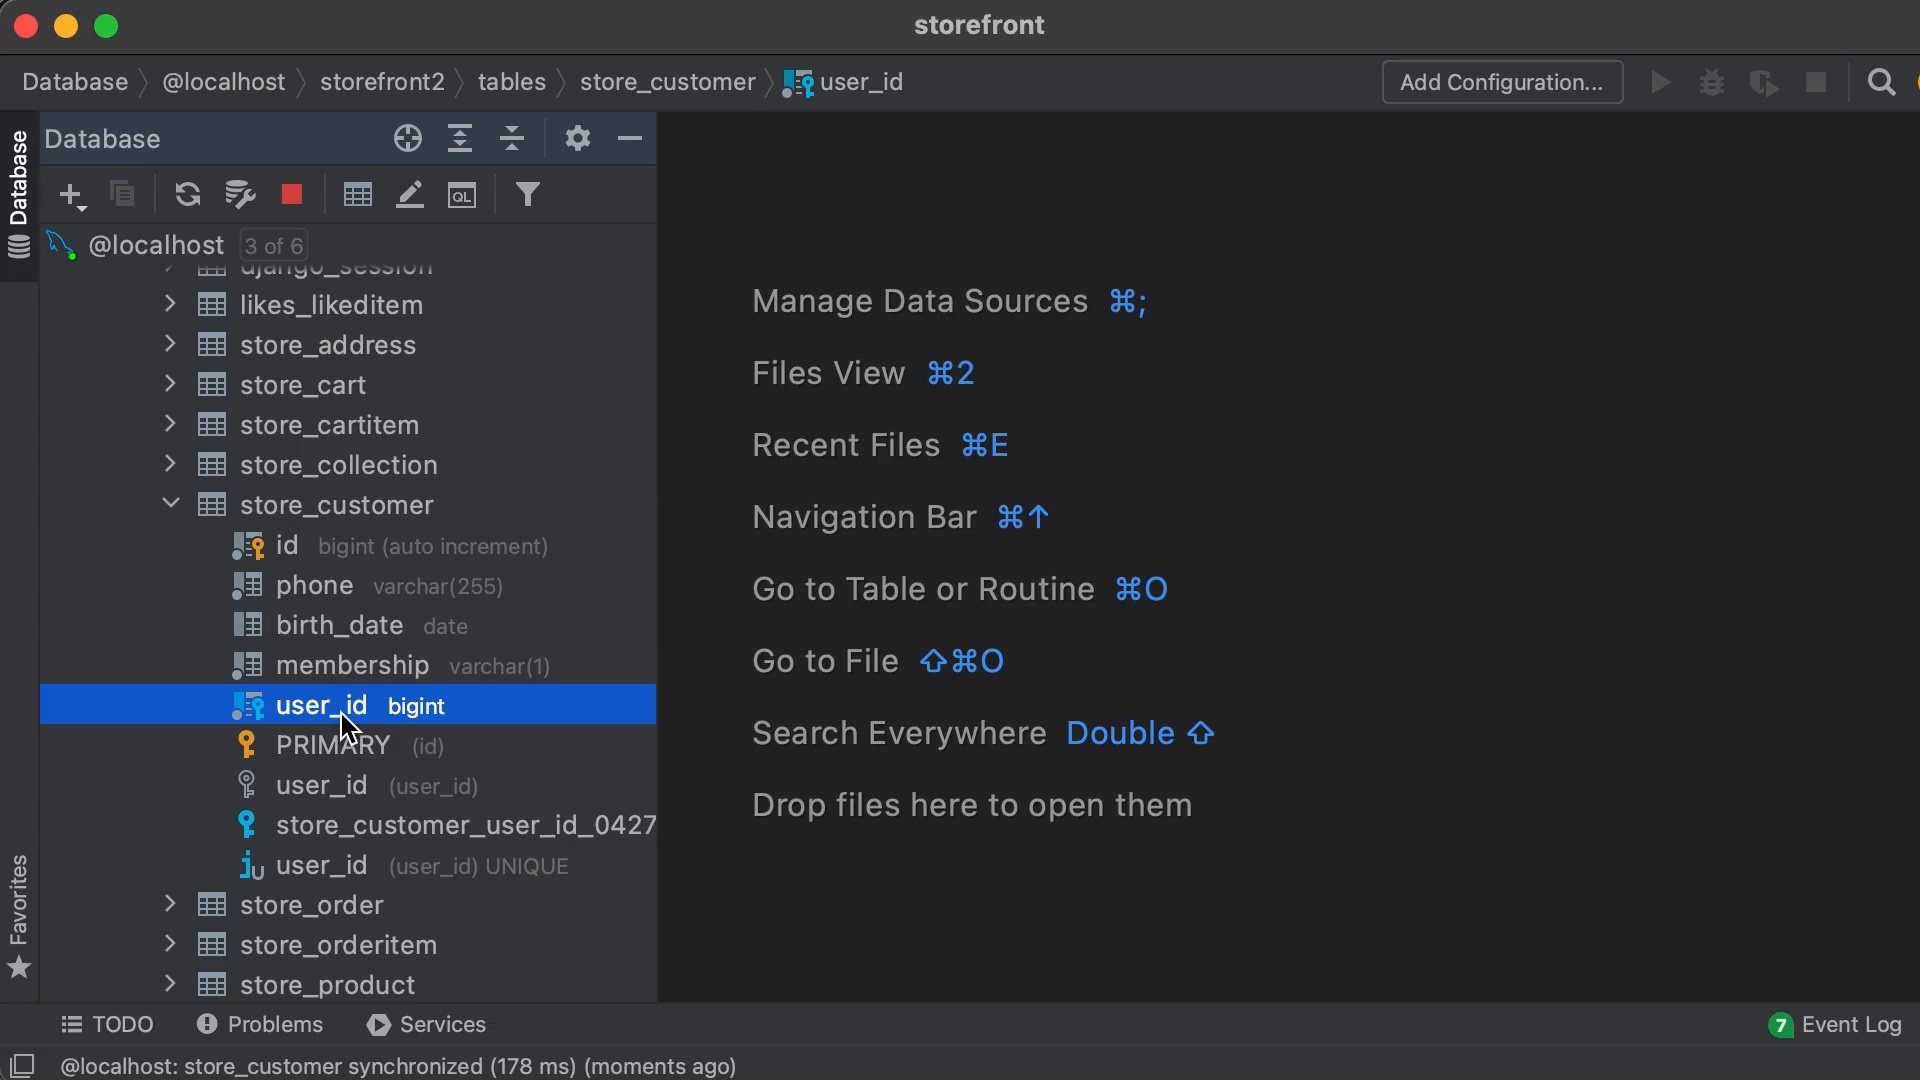 storefront
Database @localhost storefront2 tables store_customer user_id
Add Configuration...
Database
Database
QL
@localhost 3 of 6
django_session
likes_likeditem
store_address
store_cart
store_cartitem
store_collection
store_customer
id bigint (auto increment)
phone varchar(255)
birth_date date
membership varchar(1)
user_id bigint
PRIMARY (id)
user_id (user_id)
store_customer_user_id_0427
user_id (user_id) UNIQUE
store_order
store_orderitem
store_product
Favorites
Manage Data Sources ⌘;
Files View ⌘2
Recent Files ⌘E
Navigation Bar ⌘↑
Go to Table or Routine ⌘O
Go to File ⇧⌘O
Search Everywhere Double ⇧
Drop files here to open them
TODO Problems Services
7 Event Log
@localhost: store_customer synchronized (178 ms) (moments ago)